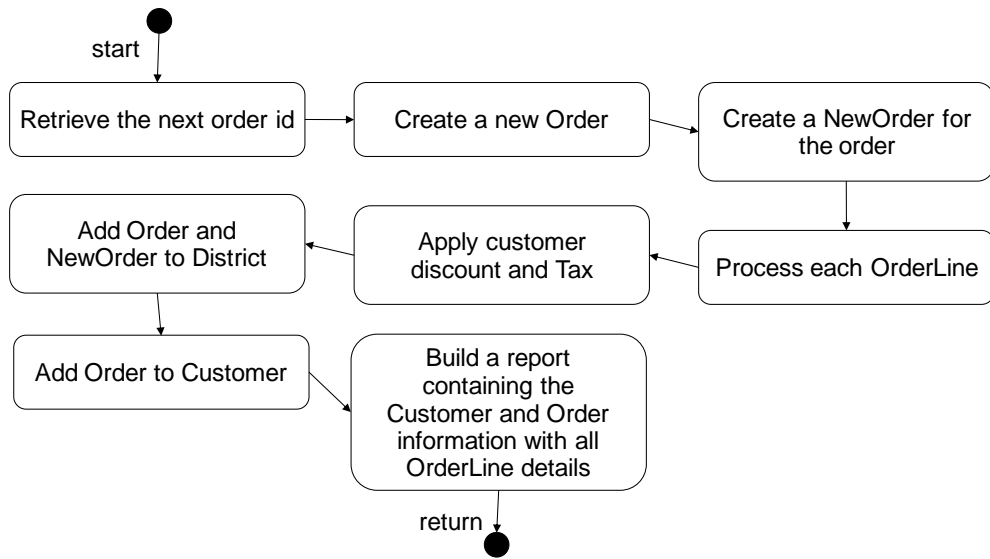 start
Retrieve the next order id
Create a new Order
Create a NewOrder for
the order
Process each OrderLine
Apply customer
discount and Tax
Add Order and
NewOrder to District
Add Order to Customer
Build a report
containing the
Customer and Order
information with all
OrderLine details
return